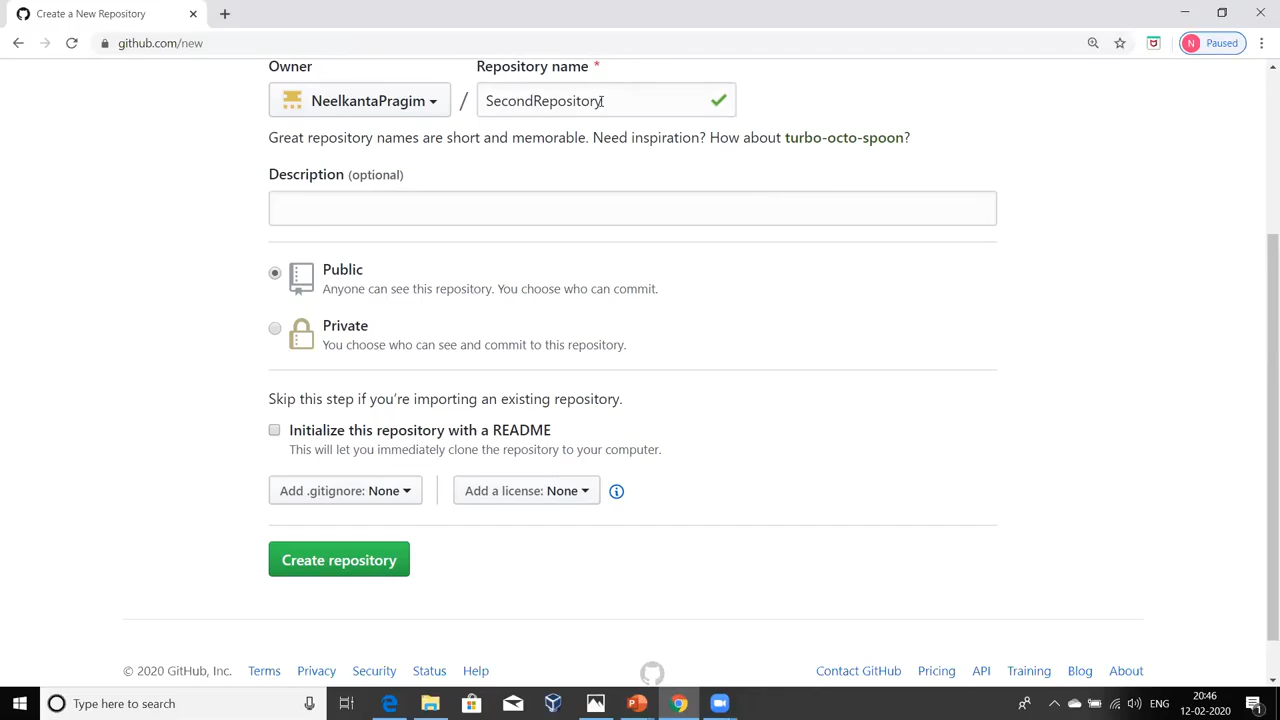 Create a New Repository
github.com/new
N Paused
Owner
Repository name *
NeelkantaPragim / SecondRepository
Great repository names are short and memorable. Need inspiration? How about turbo-octo-spoon?
Description (optional)
Public
Anyone can see this repository. You choose who can commit.
Private
You choose who can see and commit to this repository.
Skip this step if you're importing an existing repository.
Initialize this repository with a README
This will let you immediately clone the repository to your computer.
Add .gitignore: None
Add a license: None
Create repository
© 2020 GitHub, Inc. Terms Privacy Security Status Help Contact GitHub Pricing API Training Blog About
Type here to search
ENG
20:46
12-02-2020
1